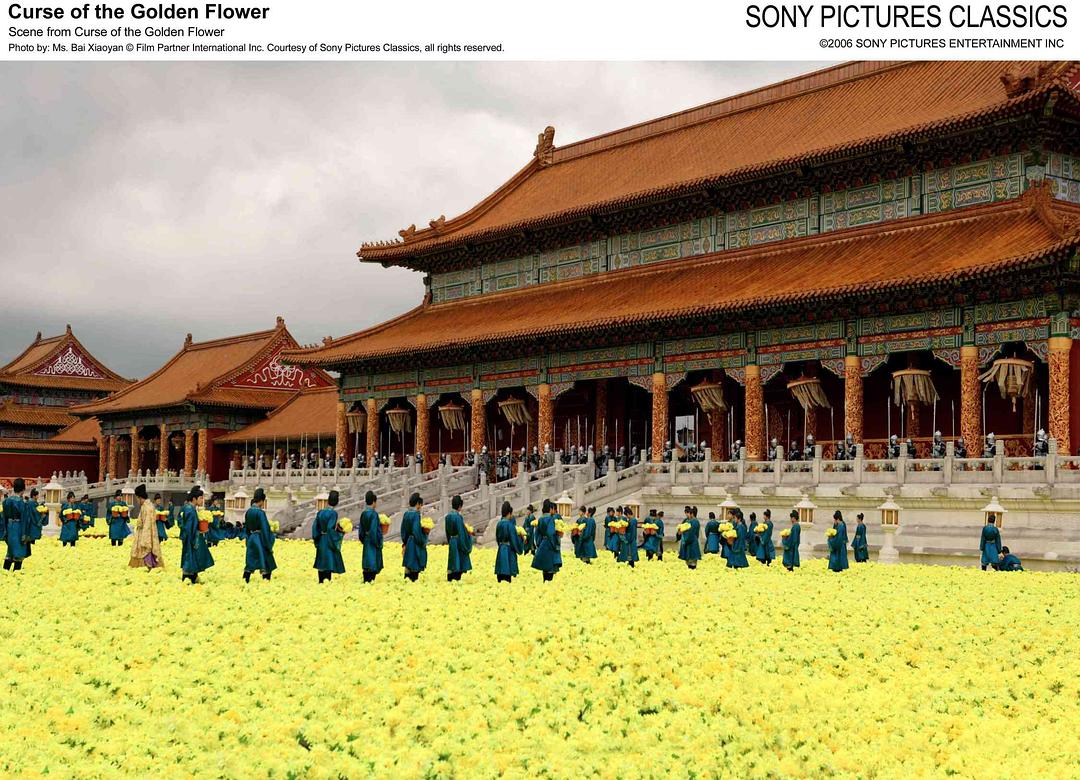 Curse of the Golden Flower
Scene from Curse of the Golden Flower
Photo by: Ms. Bai Xiaoyan © Film Partner International Inc. Courtesy of Sony Pictures Classics, all rights reserved.
SONY PICTURES CLASSICS
©2006 SONY PICTURES ENTERTAINMENT INC